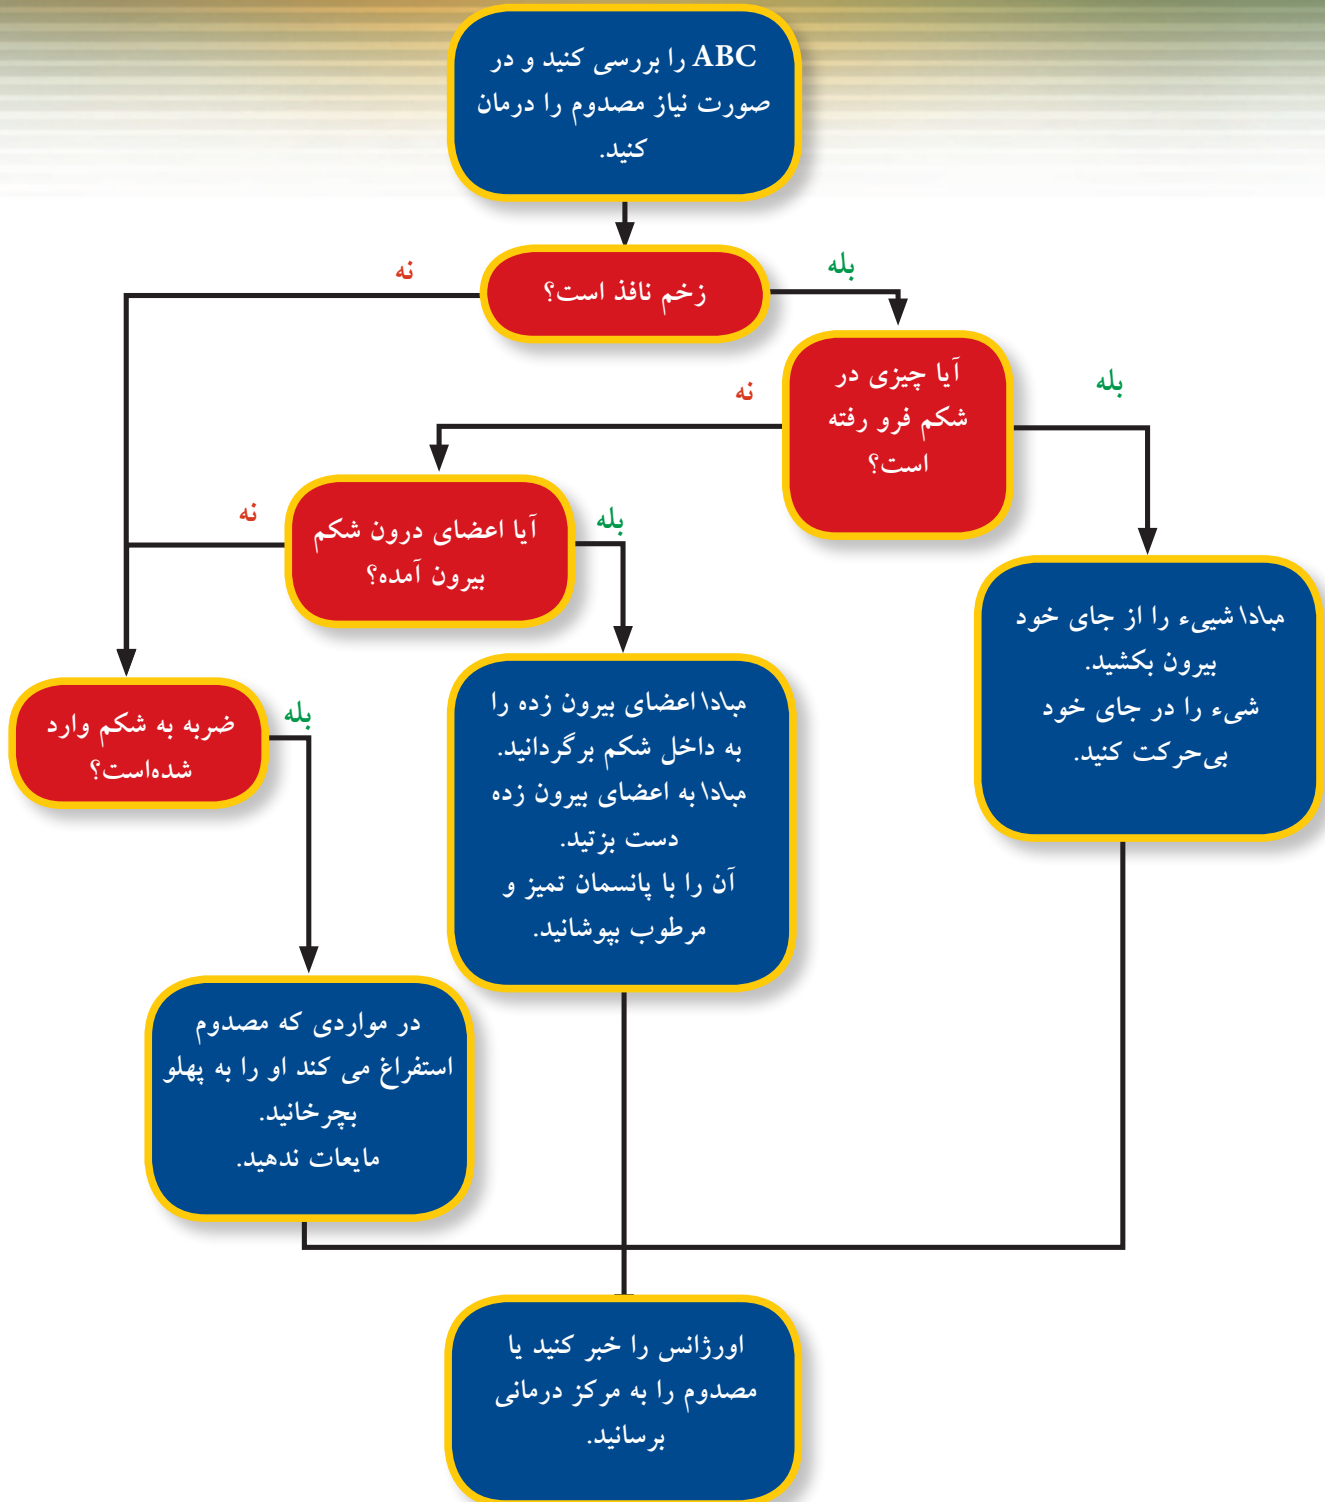 ABC را بررسی کنید و در
صورت نیاز مصدوم را درمان
کنید.
زخم نافذ است؟
بله
نه
آیا چیزی در
شکم فرو رفته
است؟
بله
نه
آیا اعضای درون شکم
بیرون آمده؟
بله
نه
مبادا شییء را از جای خود
بیرون بکشید.
شیء را در جای خود
بی‌حرکت کنید.
مبادا اعضای بیرون زده را
به داخل شکم برگردانید.
مبادا به اعضای بیرون زده
دست بزتید.
آن را با پانسمان تمیز و
مرطوب بپوشانید.
ضربه به شکم وارد
شده‌است؟
بله
در مواردی که مصدوم
استفراغ می کند او را به پهلو
بچرخانید.
مایعات ندهید.
اورژانس را خبر کنید یا
مصدوم را به مرکز درمانی
برسانید.